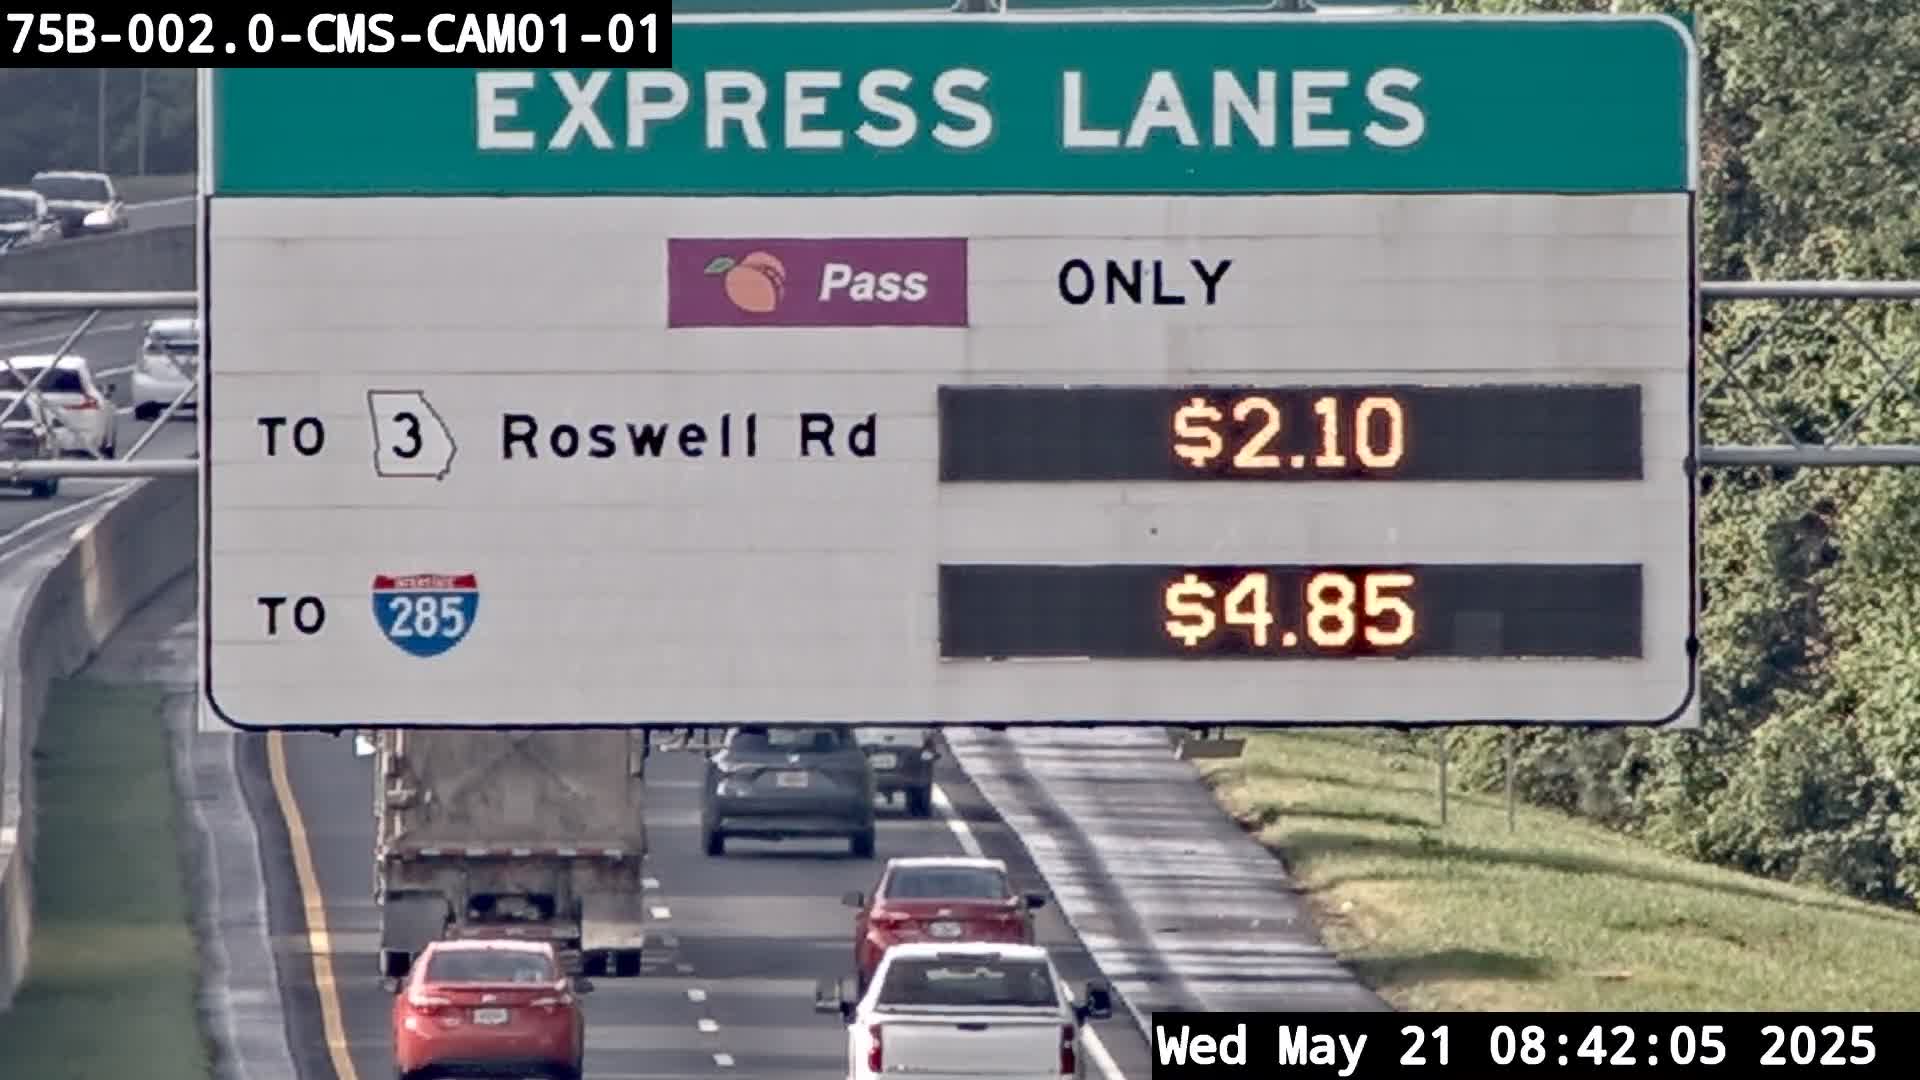 75B-002.0-CMS-CAM01-01
EXPRESS LANES
Pass ONLY
TO 3 Roswell Rd $2.10
TO INTERSTATE 285 $4.85
Wed May 21 08:42:05 2025